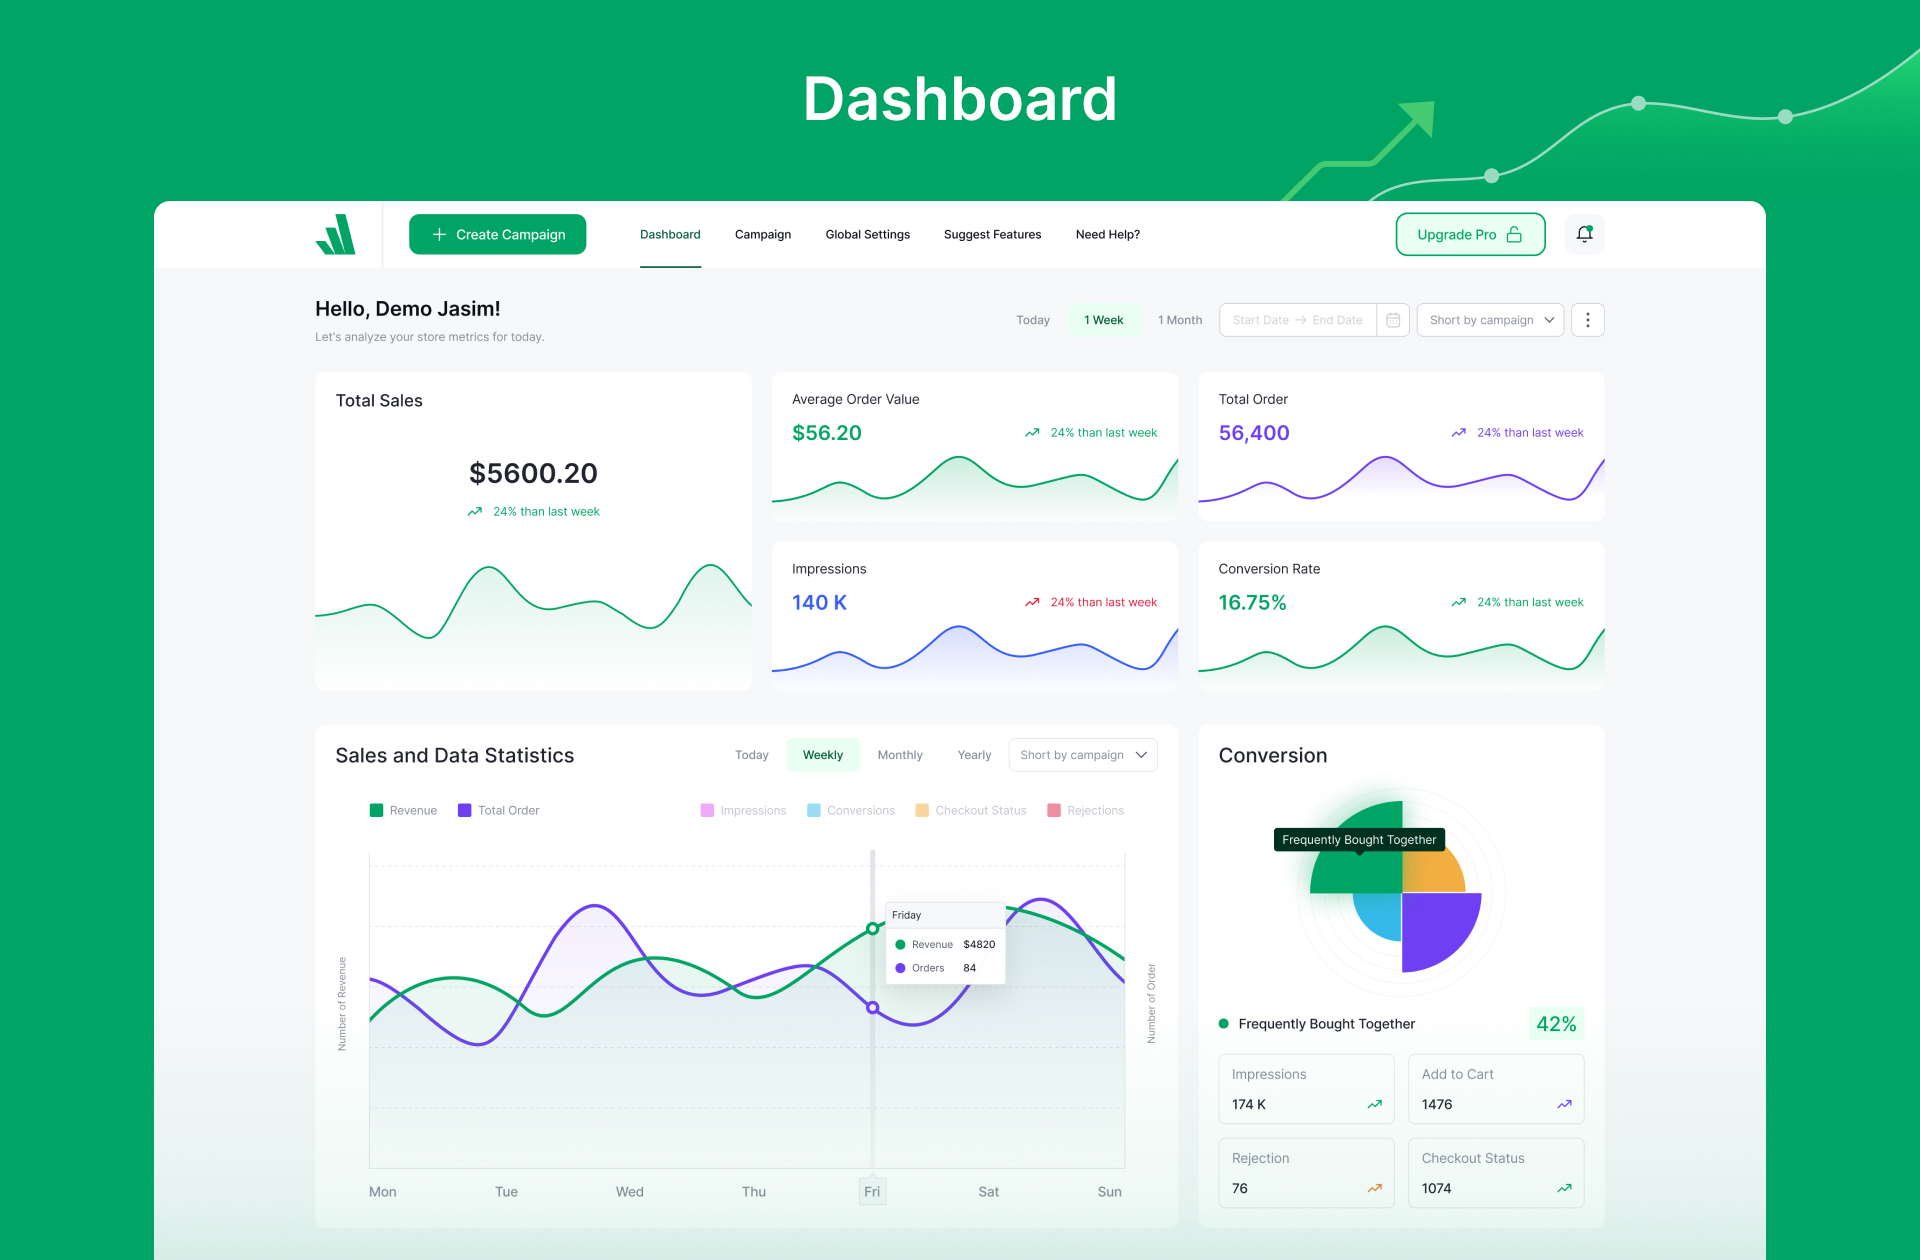 Dashboard
Create Campaign
Dashboard
Campaign
Global Settings
Suggest Features
Need Help?
Upgrade Pro
Hello, Demo Jasim!
Let's analyze your store metrics for today.
Today
1 Week
1 Month
Start Date → End Date
Short by campaign
Total Sales
$5600.20
24% than last week
Average Order Value
$56.20
24% than last week
Total Order
56,400
24% than last week
Impressions
140 K
24% than last week
Conversion Rate
16.75%
24% than last week
Sales and Data Statistics
Today
Weekly
Monthly
Yearly
Short by campaign
Revenue
Total Order
Impressions
Conversions
Checkout Status
Rejections
Number of Revenue
Friday
Revenue $4820
Orders 84
Number of Order
Mon
Tue
Wed
Thu
Fri
Sat
Sun
Conversion
Frequently Bought Together
Frequently Bought Together
42%
Impressions
174 K
Add to Cart
1476
Rejection
76
Checkout Status
1074